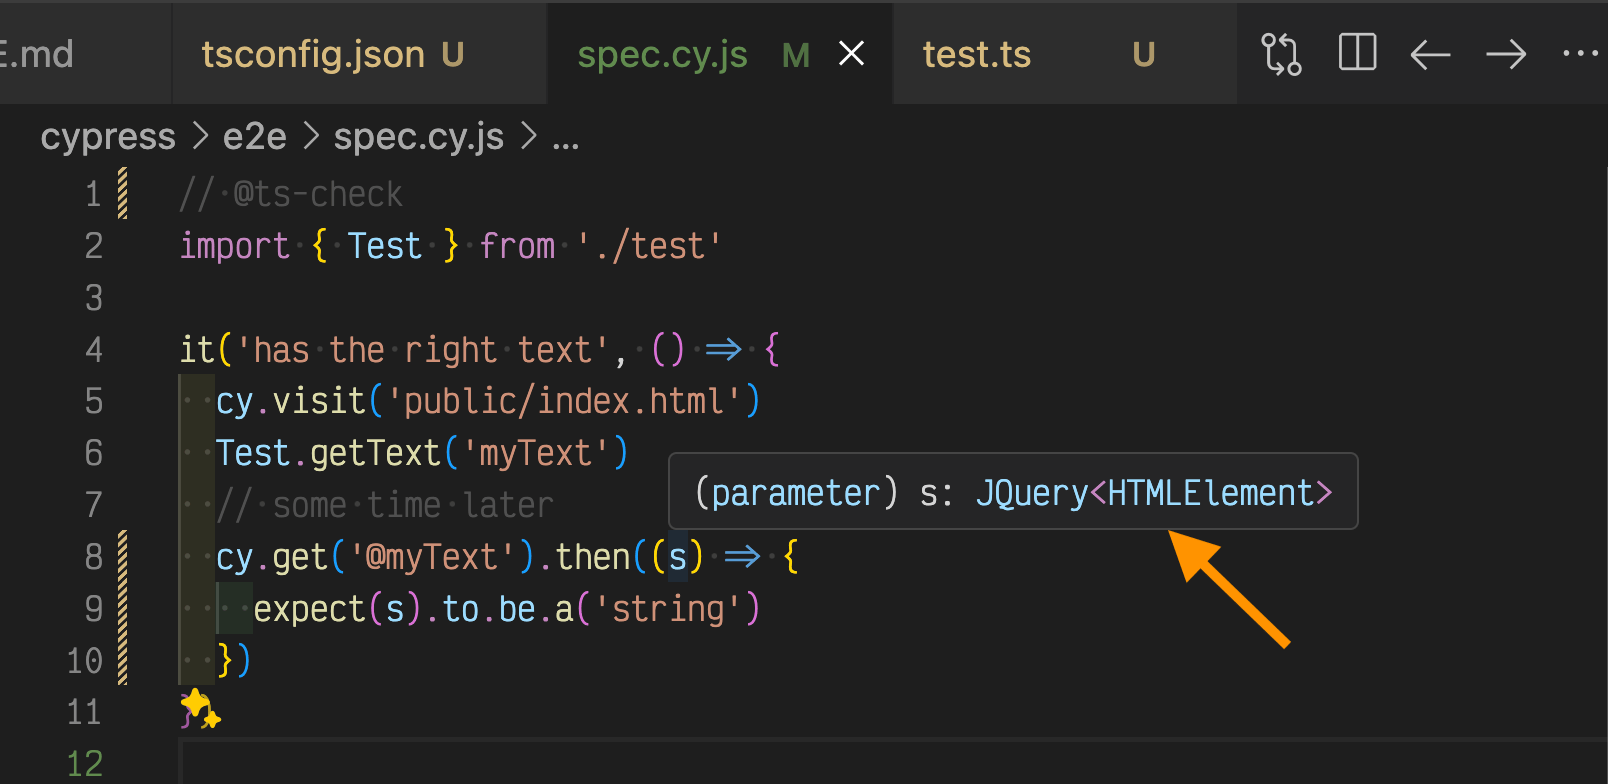 E.md tsconfig.json U spec.cy.js M test.ts U
cypress > e2e > spec.cy.js > ...
1 // @ts-check
2 import { Test } from './test'
3
4 it('has the right text', () => {
5 cy.visit('public/index.html')
6 Test.getText('myText')
(parameter) s: JQuery<HTMLElement>
7 // some time later
8 cy.get('@myText').then((s) => {
9 expect(s).to.be.a('string')
10 })
11 })
12